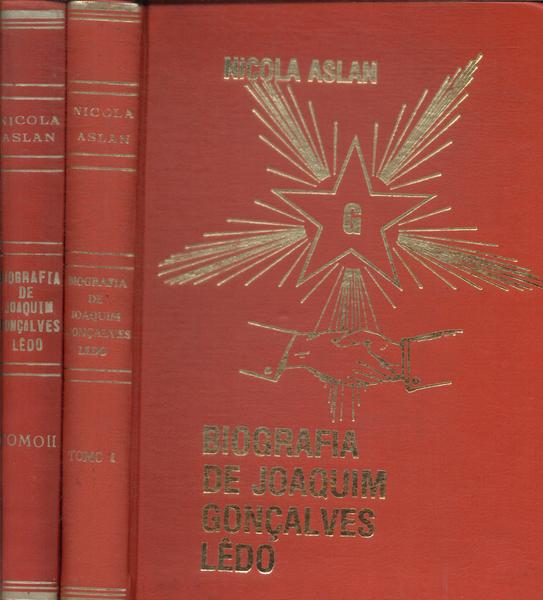 NICOLA
ASLAN
BIOGRAFIA
DE
JOAQUIM
GONÇALVES
LÊDO
TOMO II
NICOLA
ASLAN
BIOGRAFIA
DE
JOAQUIM
GONÇALVES
LÊDO
TOMO I
NICOLA ASLAN
G
BIOGRAFIA
DE JOAQUIM
GONÇALVES
LÊDO